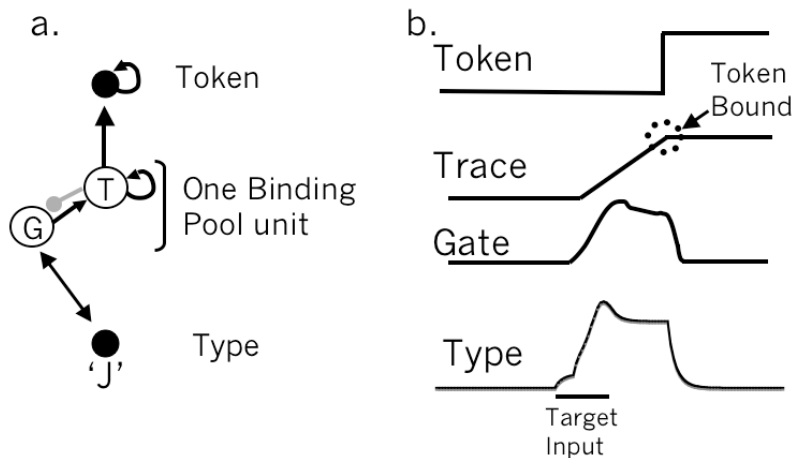 a.
Token
T
One Binding
Pool unit
G
Type
‘J’
b.
Token
Token
Bound
Trace
Gate
Type
Target
Input